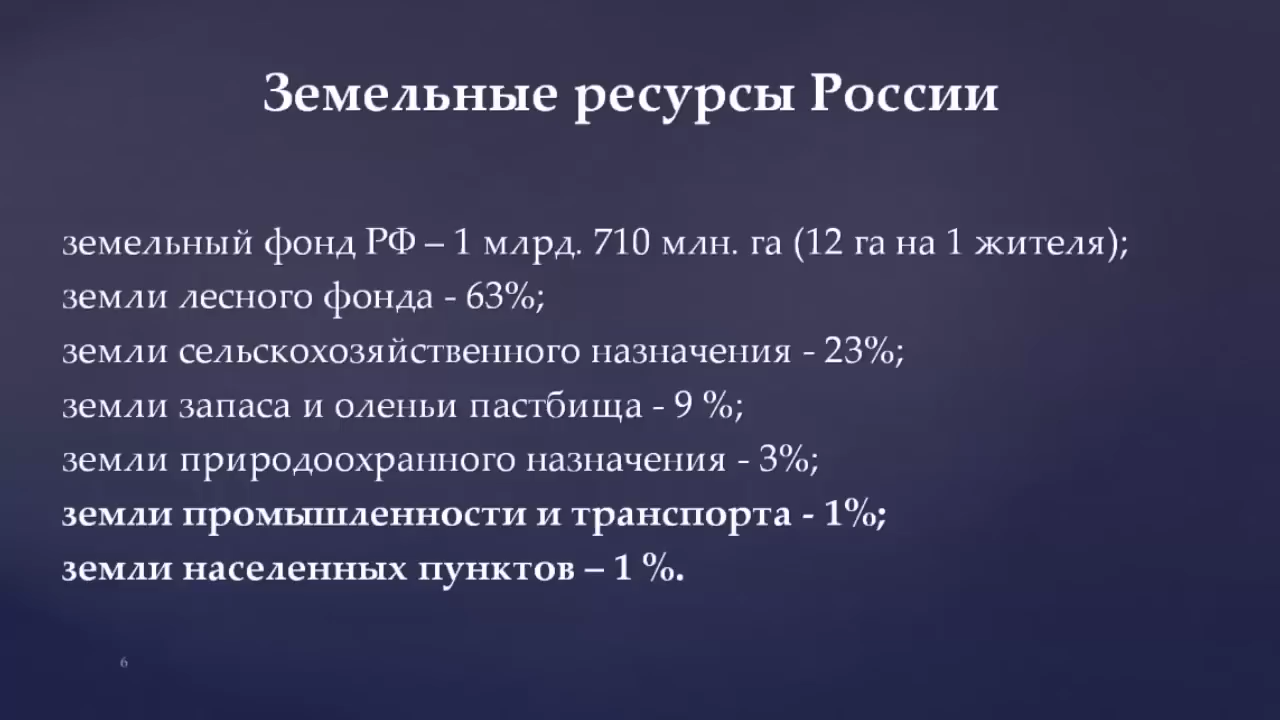 Земельные ресурсы России
земельный фонд РФ – 1 млрд. 710 млн. га (12 га на 1 жителя);
земли лесного фонда - 63%;
земли сельскохозяйственного назначения - 23%;
земли запаса и оленьи пастбища - 9 %;
земли природоохранного назначения - 3%;
земли промышленности и транспорта - 1%;
земли населенных пунктов – 1 %.
6